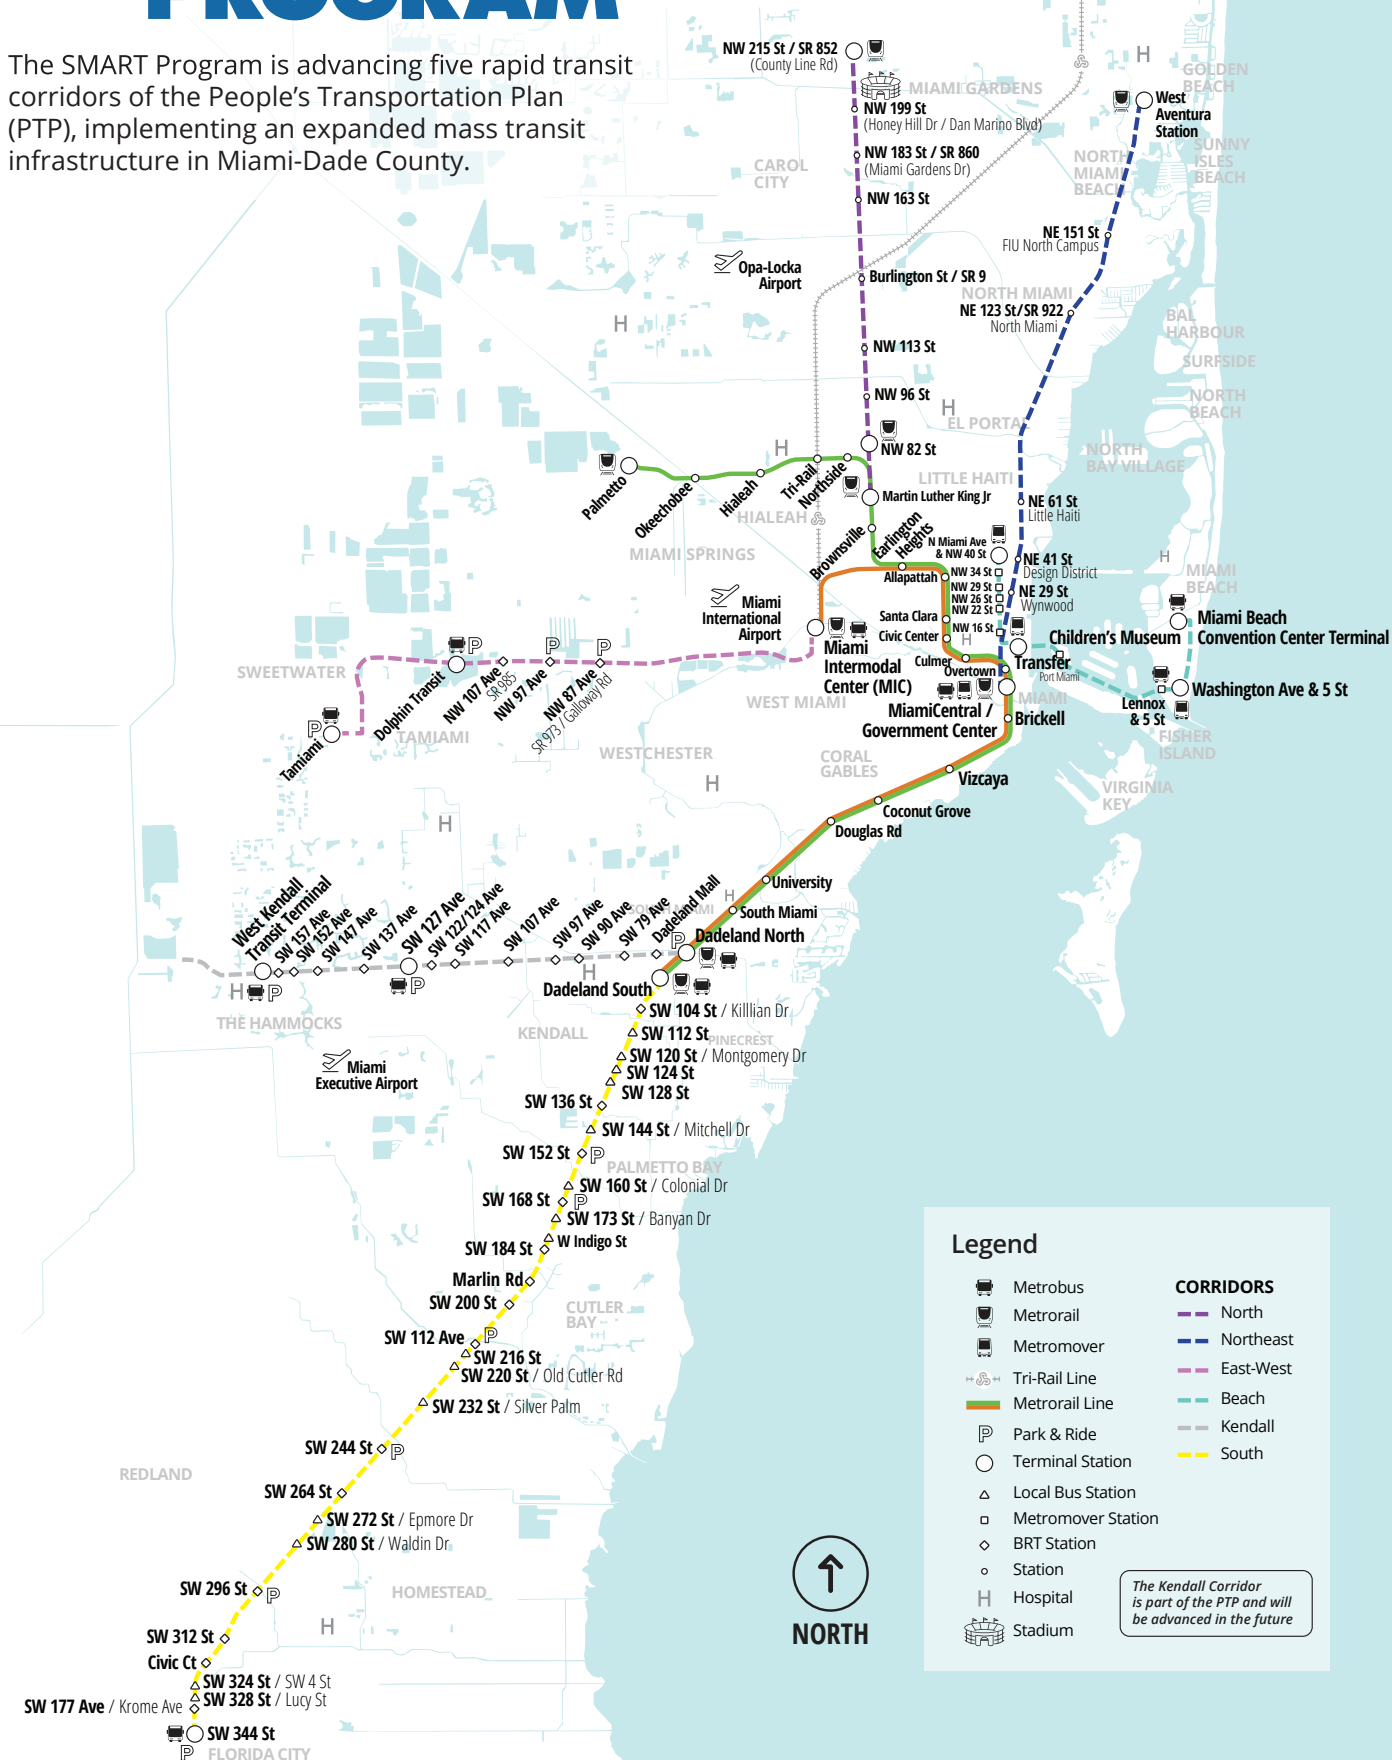 PROGRAM
The SMART Program is advancing five rapid transit
corridors of the People's Transportation Plan
(PTP), implementing an expanded mass transit
infrastructure in Miami-Dade County.
NW 215 St / SR 852
(County Line Rd)
H
GOLDEN
BEACH
MIAMI GARDENS
West
Aventura
Station
NW 199 St
(Honey Hill Dr / Dan Marino Blvd)
SUNNY
ISLES
BEACH
NW 183 St / SR 860
(Miami Gardens Dr)
NORTH
MIAMI
BEACH
CAROL
CITY
NW 163 St
NE 151 St
FIU North Campus
Opa-Locka
Airport
Burlington St / SR 9
NORTH MIAMI
NE 123 St/SR 922
North Miami
BAL
HARBOUR
H
NW 113 St
SURFSIDE
NW 96 St
NORTH
BEACH
H
EL PORTAL
NW 82 St
H
NORTH
BAY VILLAGE
LITTLE HAITI
Palmetto
Okeechobee
Hialeah
Tri-Rail
Northside
Martin Luther King Jr
NE 61 St
Little Haiti
HIALEAH
MIAMI SPRINGS
Brownsville
Earlington
Heights
N Miami Ave
& NW 40 St
NE 41 St
Design District
H
MIAMI
BEACH
Allapattah
NW 34 St
NW 29 St
NW 26 St
NW 22 St
NE 29 St
Wynwood
Miami
International
Airport
Santa Clara
Civic Center
H
NW 16 St
Children's Museum
Miami Beach
Convention Center Terminal
Miami
Intermodal
Center (MIC)
Culmer
Overtown
Transfer
Port Miami
SWEETWATER
Dolphin Transit
P
NW 107 Ave
SR 985
P
NW 97 Ave
P
NW 87 Ave
SR 973 / Galloway Rd
WEST MIAMI
MiamiCentral /
Government Center
MIAMI
Brickell
Lennox
& 5 St
Washington Ave & 5 St
P
Tamiami
TAMIAMI
WESTCHESTER
CORAL
GABLES
FISHER
ISLAND
H
Vizcaya
VIRGINIA
KEY
Coconut Grove
H
Douglas Rd
University
H
SOUTH MIAMI
South Miami
West Kendall
Transit Terminal
SW 157 Ave
SW 152 Ave
SW 147 Ave
SW 137 Ave
SW 127 Ave
SW 122/124 Ave
SW 117 Ave
SW 107 Ave
SW 97 Ave
SW 90 Ave
SW 79 Ave
Dadeland Mall
P
Dadeland North
H
P
P
H
Dadeland South
THE HAMMOCKS
KENDALL
SW 104 St / Killlian Dr
SW 112 St
PINECREST
SW 120 St / Montgomery Dr
Miami
Executive Airport
SW 124 St
SW 128 St
SW 136 St
SW 144 St / Mitchell Dr
SW 152 St
P
PALMETTO BAY
SW 160 St / Colonial Dr
SW 168 St
P
SW 173 St / Banyan Dr
W Indigo St
SW 184 St
Marlin Rd
SW 200 St
CUTLER
BAY
SW 112 Ave
P
SW 216 St
SW 220 St / Old Cutler Rd
SW 232 St / Silver Palm
SW 244 St
P
REDLAND
SW 264 St
SW 272 St / Epmore Dr
SW 280 St / Waldin Dr
SW 296 St
P
HOMESTEAD
H
SW 312 St
Civic Ct
SW 324 St / SW 4 St
SW 328 St / Lucy St
SW 177 Ave / Krome Ave
SW 344 St
P
FLORIDA CITY
NORTH
Legend
Metrobus
Metrorail
Metromover
Tri-Rail Line
Metrorail Line
P Park & Ride
Terminal Station
Local Bus Station
Metromover Station
BRT Station
Station
H Hospital
Stadium
CORRIDORS
North
Northeast
East-West
Beach
Kendall
South
The Kendall Corridor
is part of the PTP and will
be advanced in the future